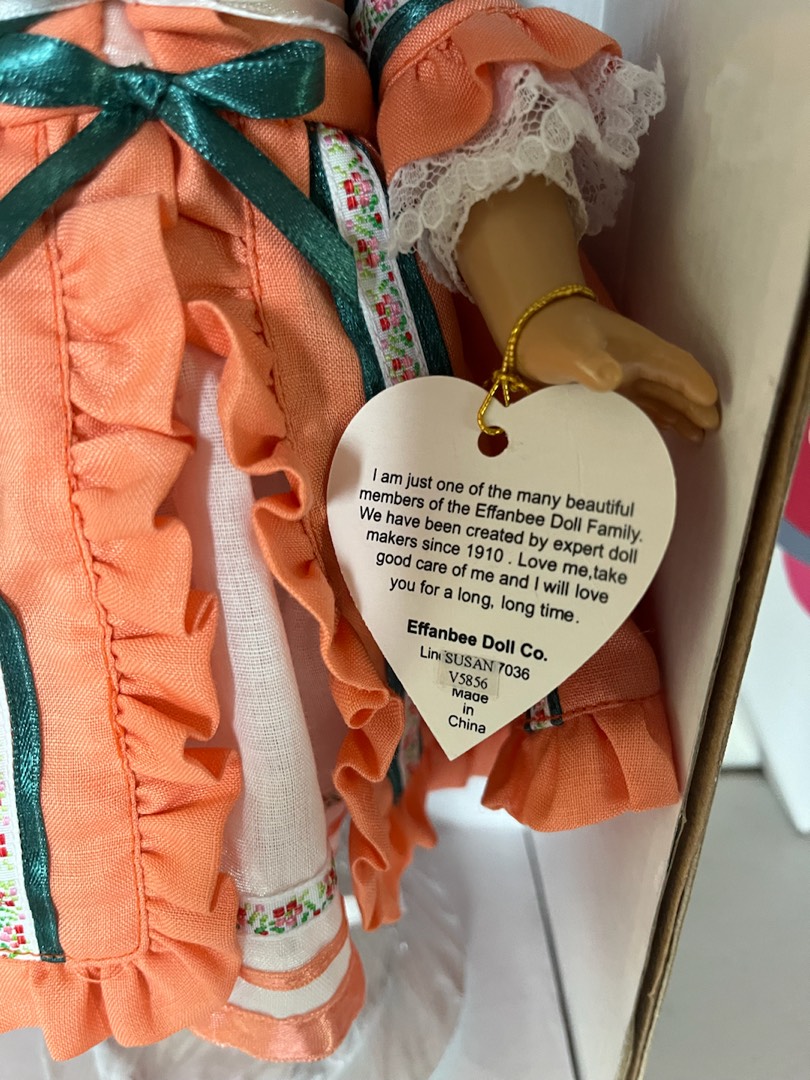 I am just one of the many beautiful
members of the Effanbee Doll Family.
We have been created by expert doll
makers since 1910 . Love me,take
good care of me and I will love
you for a long, long time.
Effanbee Doll Co.
SUSAN 7036
V5856
Made
in
China